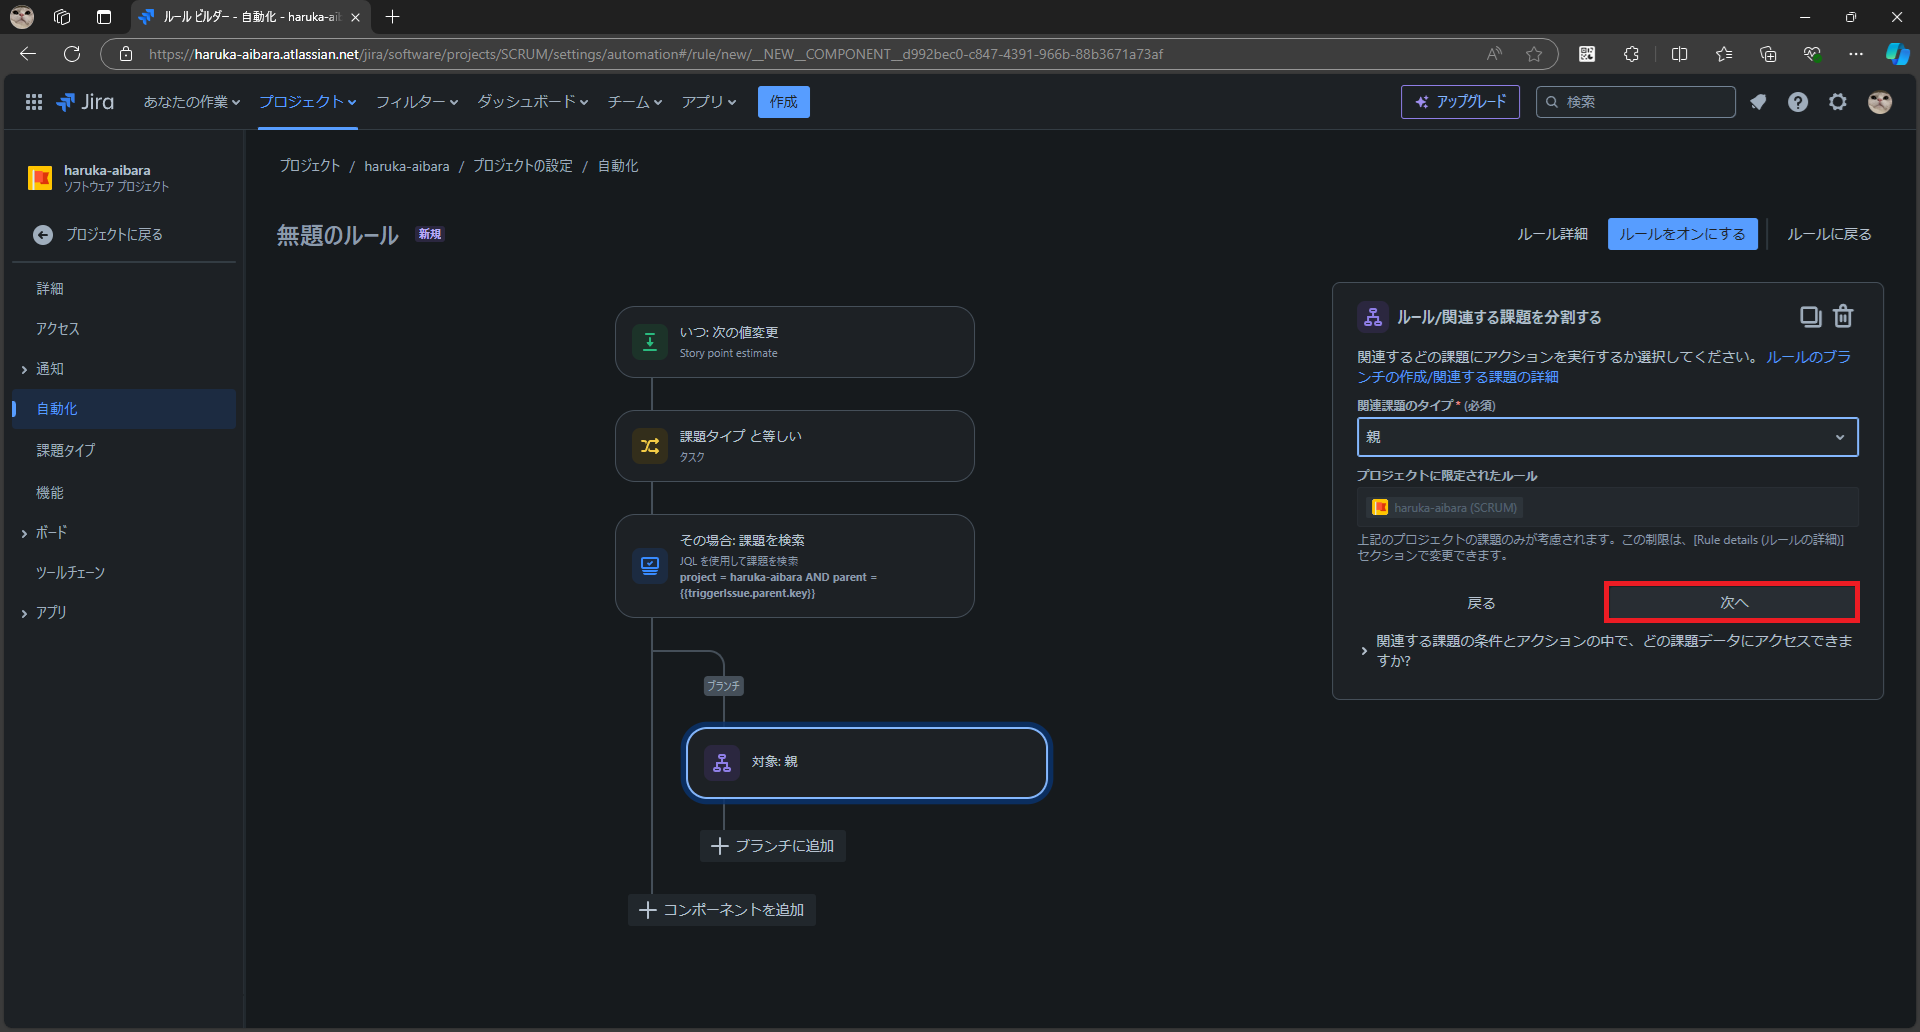 ルール ビルダー - 自動化 - haruka-aib
https://haruka-aibara.atlassian.net/jira/software/projects/SCRUM/settings/automation#/rule/new/__NEW__COMPONENT__d992bec0-c847-4391-966b-88b3671a73af
Jira
あなたの作業
プロジェクト
フィルター
ダッシュボード
チーム
アプリ
作成
アップグレード
検索
haruka-aibara
ソフトウェア プロジェクト
プロジェクトに戻る
詳細
アクセス
通知
自動化
課題タイプ
機能
ボード
ツールチェーン
アプリ
プロジェクト / haruka-aibara / プロジェクトの設定 / 自動化
無題のルール 新規
ルール詳細
ルールをオンにする
ルールに戻る
いつ: 次の値変更
Story point estimate
課題タイプ と等しい
タスク
その場合: 課題を検索
JQL を使用して課題を検索
project = haruka-aibara AND parent =
{{triggerIssue.parent.key}}
ブランチ
対象: 親
ブランチに追加
コンポーネントを追加
ルール/関連する課題を分割する
関連するどの課題にアクションを実行するか選択してください。 ルールのブラ
ンチの作成/関連する課題の詳細
関連課題のタイプ * (必須)
親
プロジェクトに限定されたルール
haruka-aibara (SCRUM)
上記のプロジェクトの課題のみが考慮されます。この制限は、[Rule details (ルールの詳細)]
セクションで変更できます。
戻る
次へ
関連する課題の条件とアクションの中で、どの課題データにアクセスできま
すか?